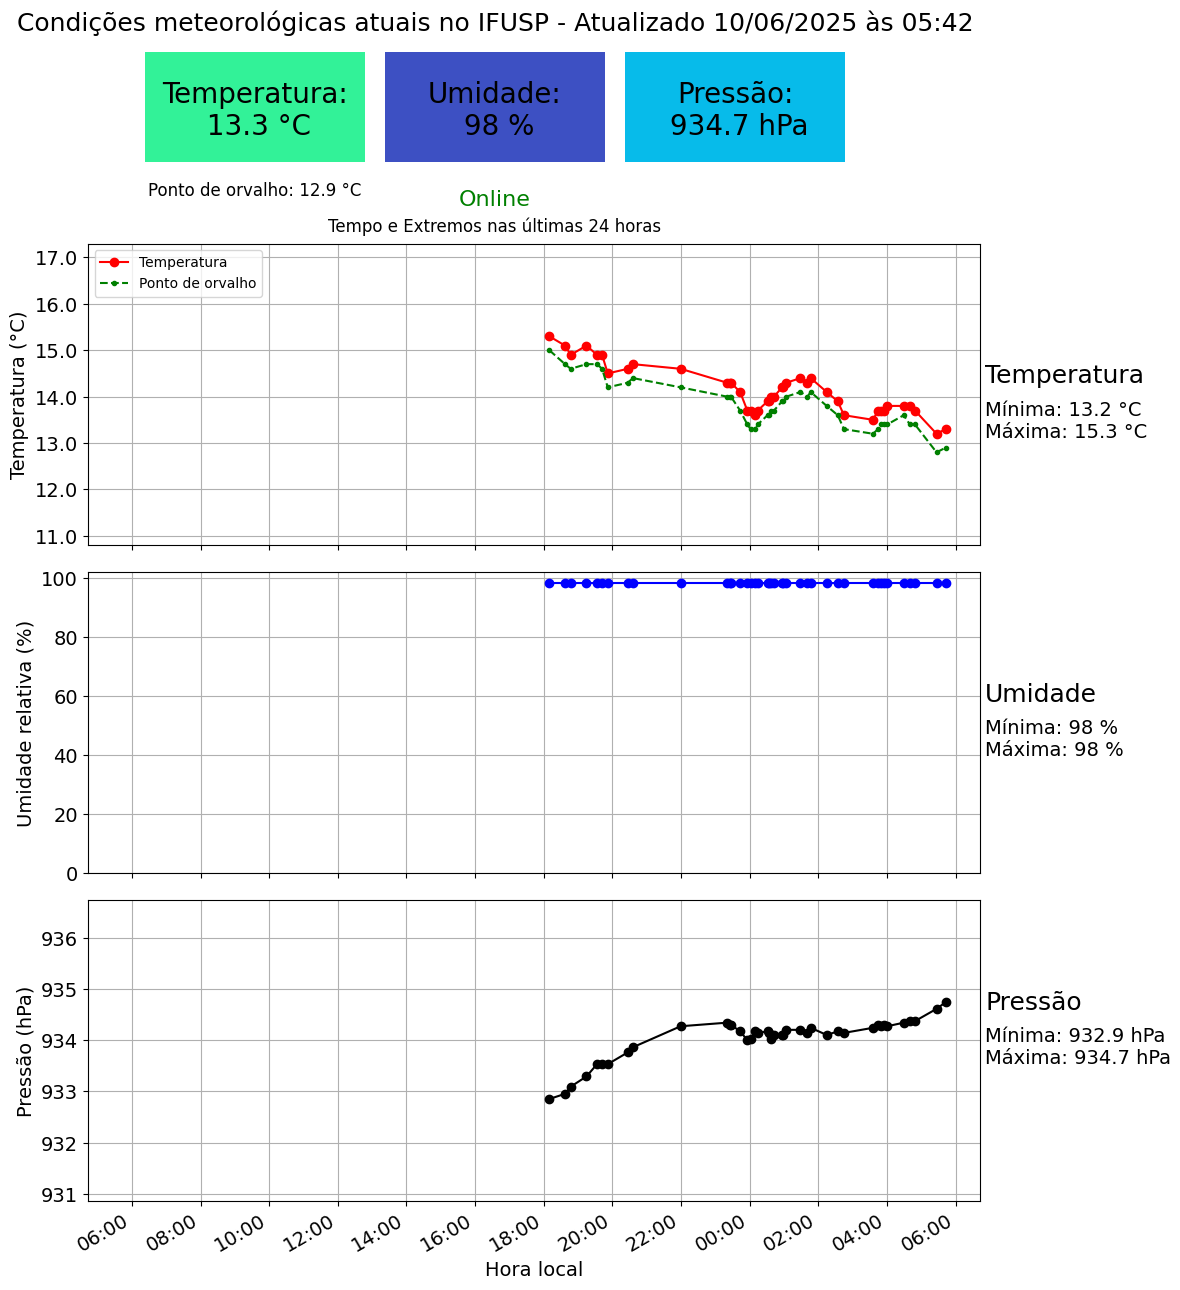 Condições meteorológicas atuais no IFUSP - Atualizado 10/06/2025 às 05:42
Temperatura:
13.3 °C
Umidade:
98 %
Pressão:
934.7 hPa
Ponto de orvalho: 12.9 °C
Online
Tempo e Extremos nas últimas 24 horas
Temperatura (°C)
17.0
16.0
15.0
14.0
13.0
12.0
11.0
Temperatura
Ponto de orvalho
Temperatura
Mínima: 13.2 °C
Máxima: 15.3 °C
Umidade relativa (%)
100
80
60
40
20
0
Umidade
Mínima: 98 %
Máxima: 98 %
Pressão (hPa)
936
935
934
933
932
931
Pressão
Mínima: 932.9 hPa
Máxima: 934.7 hPa
06:00 08:00 10:00 12:00 14:00 16:00 18:00 20:00 22:00 00:00 02:00 04:00 06:00
Hora local